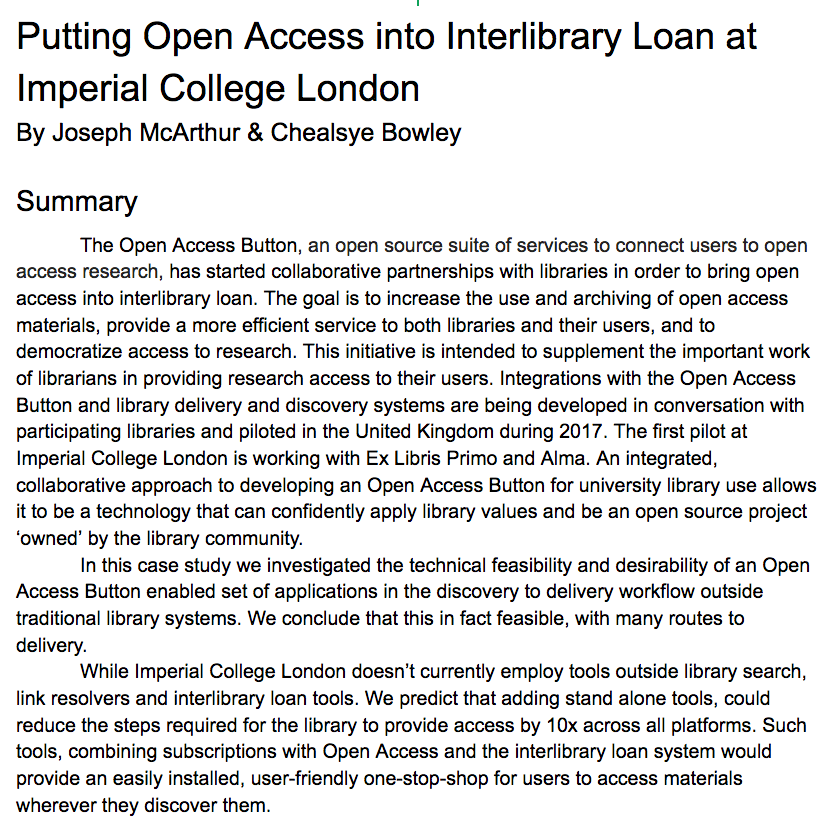 Putting Open Access into Interlibrary Loan at
Imperial College London
By Joseph McArthur & Chealsye Bowley
Summary
The Open Access Button, an open source suite of services to connect users to open
access research, has started collaborative partnerships with libraries in order to bring open
access into interlibrary loan. The goal is to increase the use and archiving of open access
materials, provide a more efficient service to both libraries and their users, and to
democratize access to research. This initiative is intended to supplement the important work
of librarians in providing research access to their users. Integrations with the Open Access
Button and library delivery and discovery systems are being developed in conversation with
participating libraries and piloted in the United Kingdom during 2017. The first pilot at
Imperial College London is working with Ex Libris Primo and Alma. An integrated,
collaborative approach to developing an Open Access Button for university library use allows
it to be a technology that can confidently apply library values and be an open source project
‘owned’ by the library community.
In this case study we investigated the technical feasibility and desirability of an Open
Access Button enabled set of applications in the discovery to delivery workflow outside
traditional library systems. We conclude that this in fact feasible, with many routes to
delivery.
While Imperial College London doesn’t currently employ tools outside library search,
link resolvers and interlibrary loan tools. We predict that adding stand alone tools, could
reduce the steps required for the library to provide access by 10x across all platforms. Such
tools, combining subscriptions with Open Access and the interlibrary loan system would
provide an easily installed, user-friendly one-stop-shop for users to access materials
wherever they discover them.